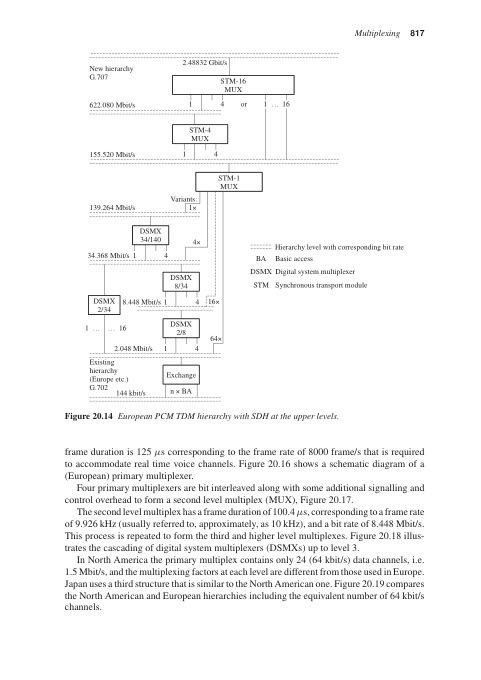 Multiplexing 817
2.48832 Gbit/s
New hierarchy
G.707
STM-16
MUX
622.080 Mbit/s 1 4 or 1 ... 16
STM-4
MUX
155.520 Mbit/s 1 4
STM-1
MUX
Variants:
139.264 Mbit/s 1×
DSMX
34/140
4×
Hierarchy level with corresponding bit rate
34.368 Mbit/s 1 4
BA Basic access
DSMX Digital system multiplexer
DSMX
8/34
STM Synchronous transport module
DSMX
2/34
8.448 Mbit/s 1 4 16×
1 ... ... 16
DSMX
2/8
64×
2.048 Mbit/s 1 4
Existing
hierarchy
(Europe etc.)
G.702
Exchange
n × BA
144 kbit/s
Figure 20.14 European PCM TDM hierarchy with SDH at the upper levels.
frame duration is 125 μs corresponding to the frame rate of 8000 frame/s that is required
to accommodate real time voice channels. Figure 20.16 shows a schematic diagram of a
(European) primary multiplexer.
Four primary multiplexers are bit interleaved along with some additional signalling and
control overhead to form a second level multiplex (MUX), Figure 20.17.
The second level multiplex has a frame duration of 100.4 μs, corresponding to a frame rate
of 9.926 kHz (usually referred to, approximately, as 10 kHz), and a bit rate of 8.448 Mbit/s.
This process is repeated to form the third and higher level multiplexes. Figure 20.18 illus-
trates the cascading of digital system multiplexers (DSMXs) up to level 3.
In North America the primary multiplex contains only 24 (64 kbit/s) data channels, i.e.
1.5 Mbit/s, and the multiplexing factors at each level are different from those used in Europe.
Japan uses a third structure that is similar to the North American one. Figure 20.19 compares
the North American and European hierarchies including the equivalent number of 64 kbit/s
channels.